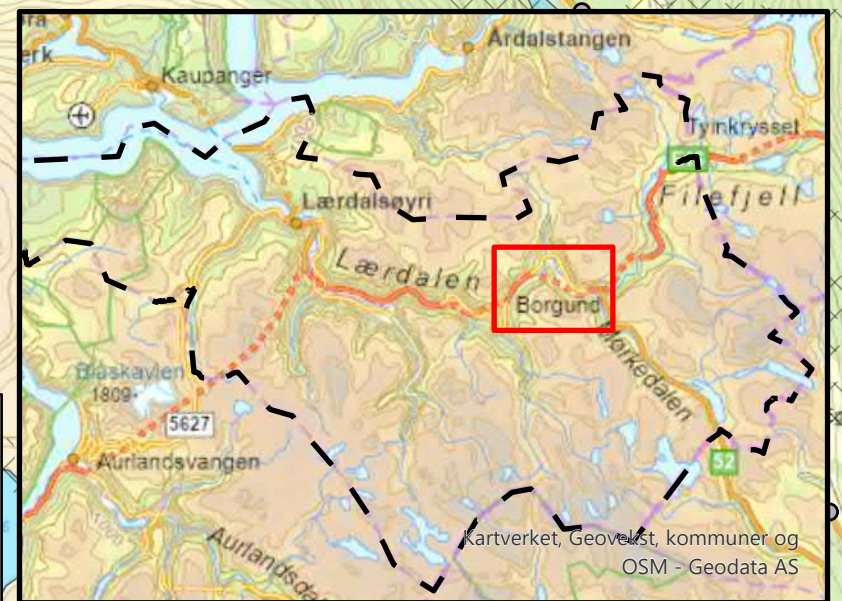 Årdalstangen
Kaupanger
Tyinkrysset
Filefjell
Lærdalsøyri
Lærdalen
Borgund
Mørkedalen
Blåskavlen
1809
5627
Aurlandsvangen
52
Kartverket, Geovekst, kommuner og
OSM - Geodata AS